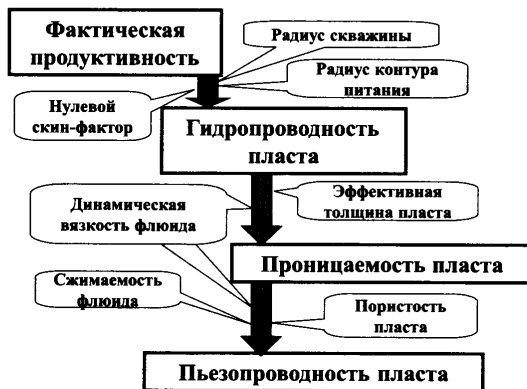 Фактическая
продуктивность
Радиус скважины
Радиус контура
питания
Нулевой
скин-фактор
Гидропроводность
пласта
Динамическая
вязкость флюида
Эффективная
толщина пласта
Проницаемость пласта
Сжимаемость
флюида
Пористость
пласта
Пьезопроводность пласта